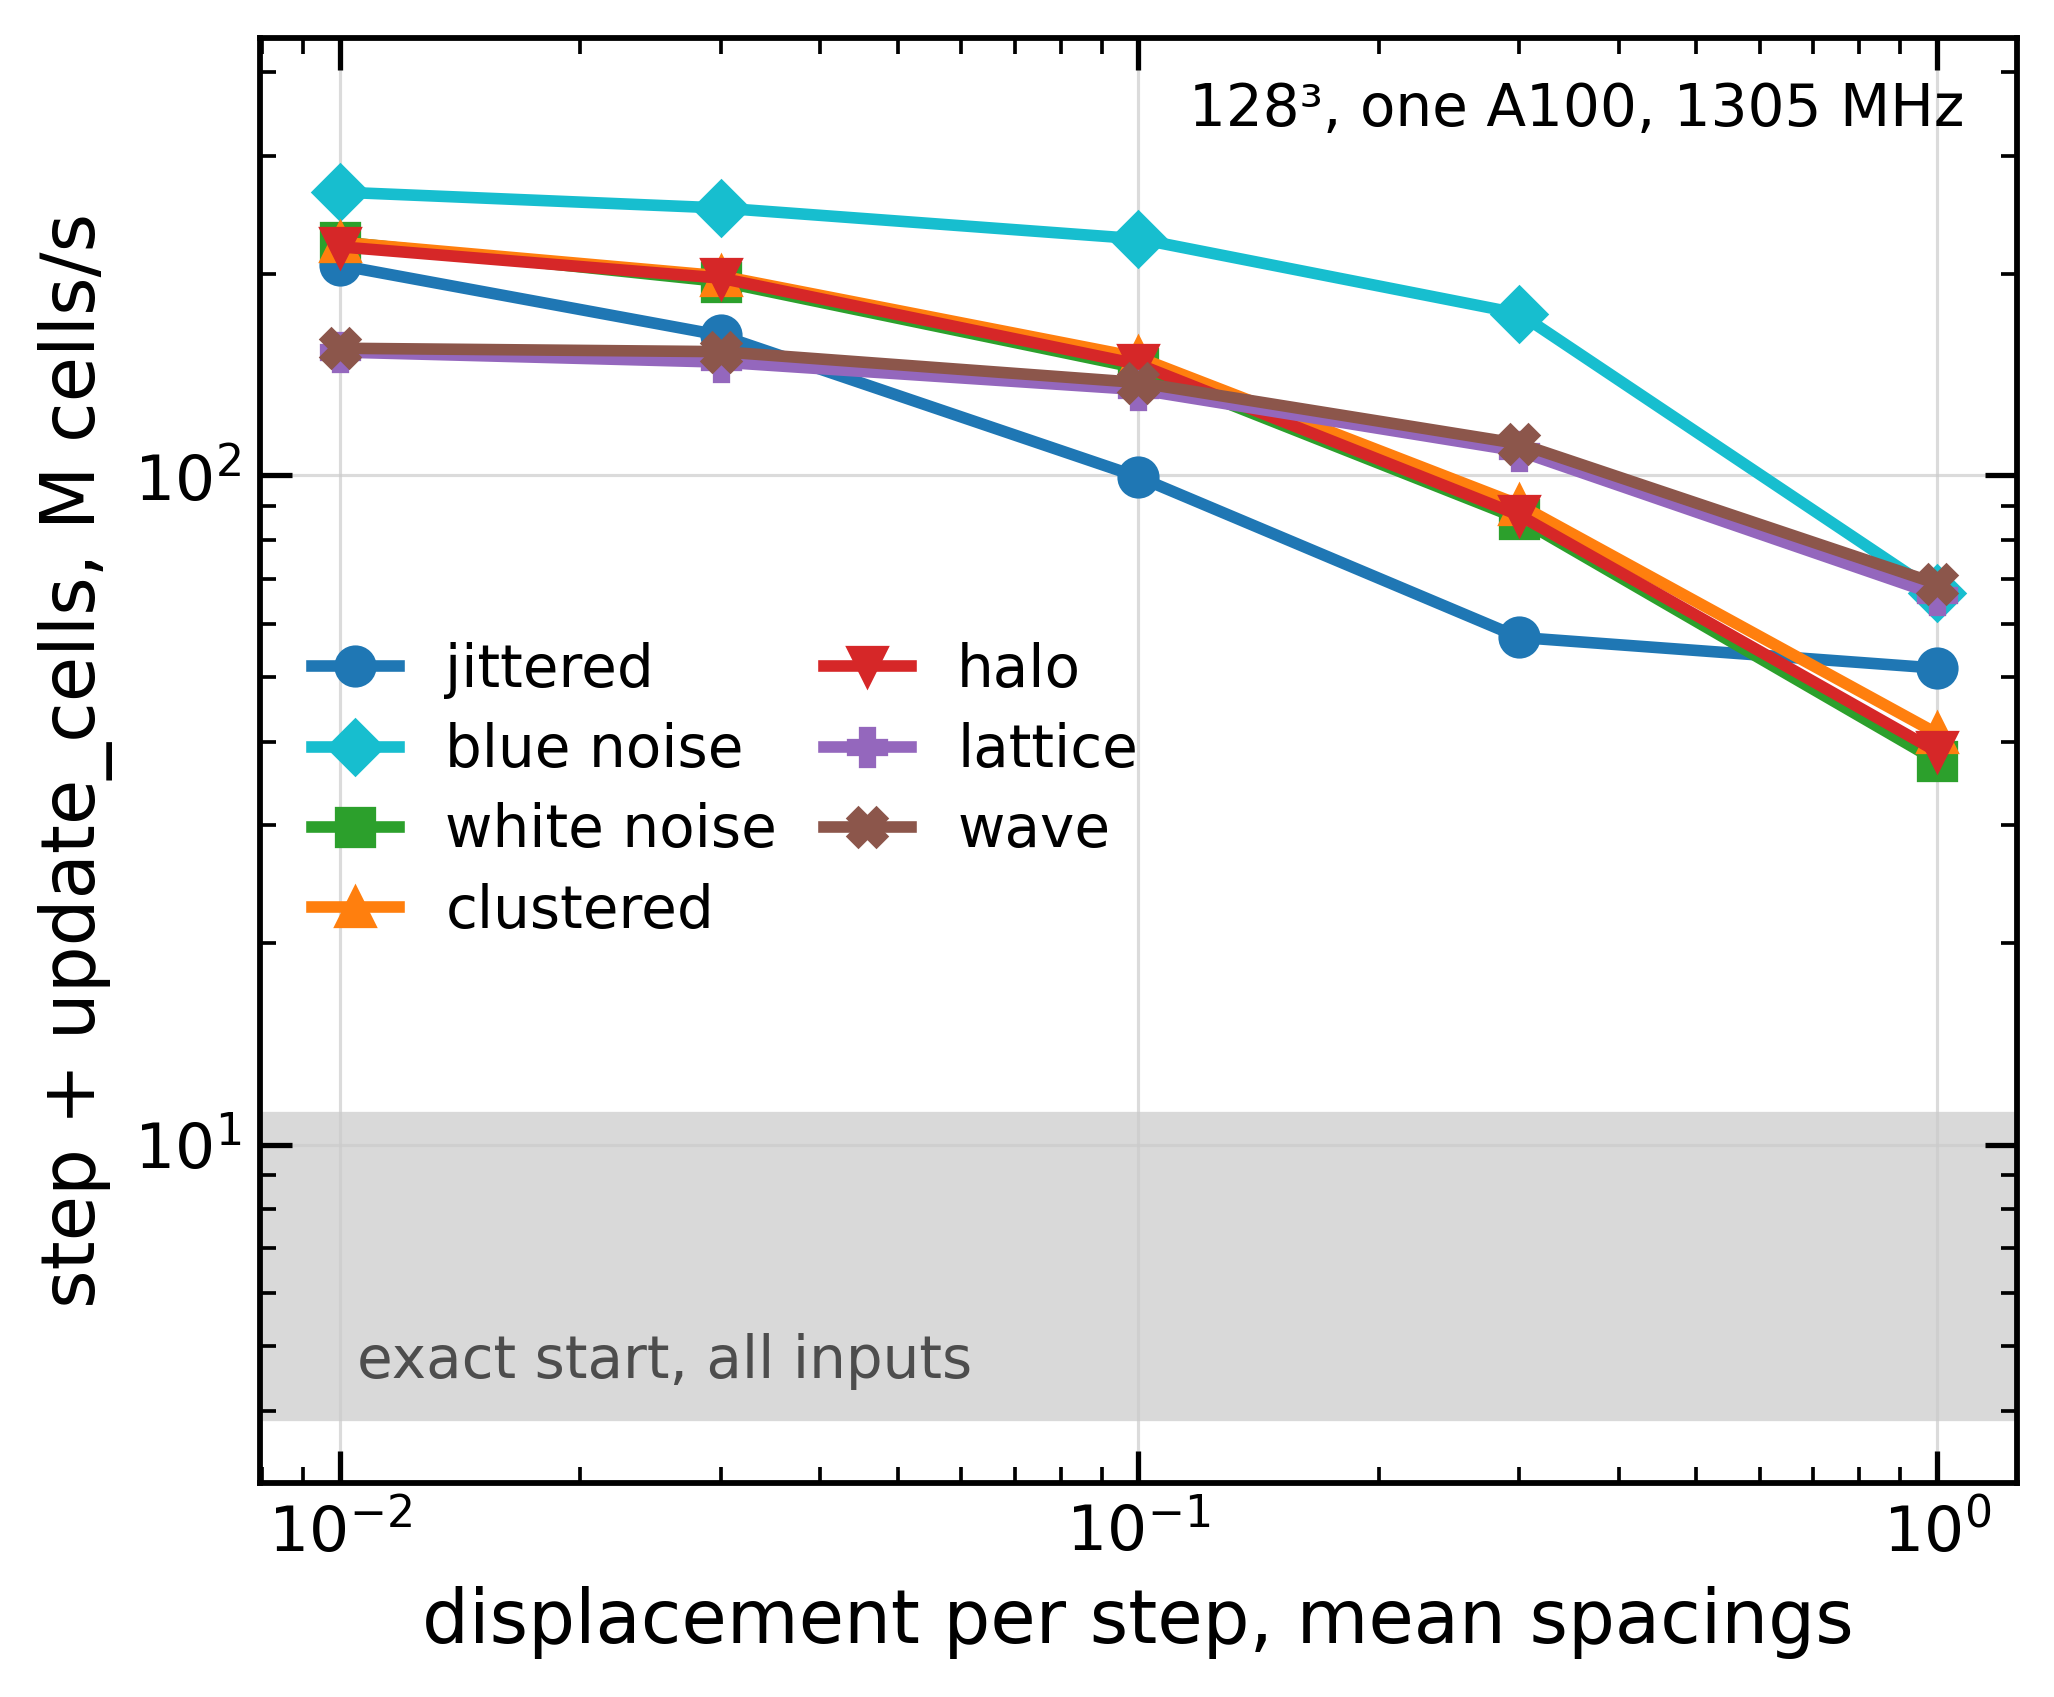 128³, one A100, 1305 MHz
step + update_cells, M cells/s
10²
10¹
jittered
blue noise
white noise
clustered
halo
lattice
wave
exact start, all inputs
10⁻²
10⁻¹
10⁰
displacement per step, mean spacings